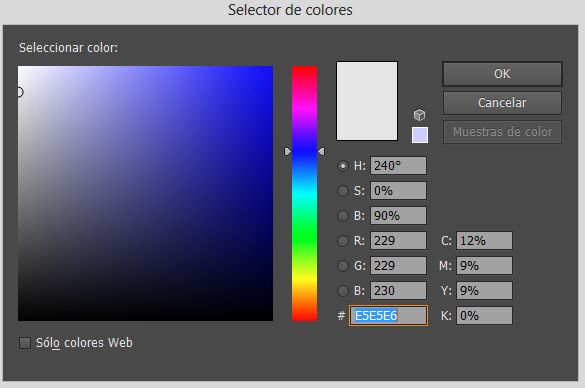 Selector de colores
Seleccionar color:
OK
Cancelar
Muestras de color
H: 240°
S: 0%
B: 90%
R: 229 C: 12%
G: 229 M: 9%
B: 230 Y: 9%
# E5E5E6 K: 0%
Sólo colores Web